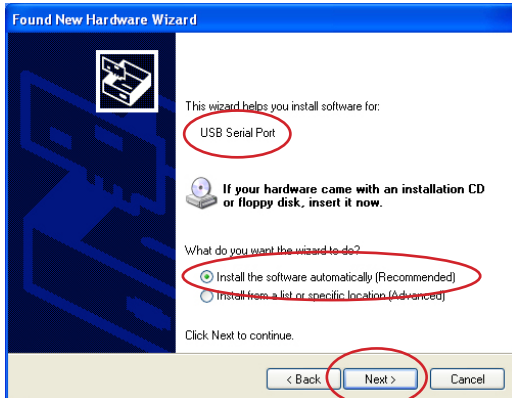 Found New Hardware Wizard
This wizard helps you install software for:
USB Serial Port
If your hardware came with an installation CD
or floppy disk, insert it now.
What do you want the wizard to do?
Install the software automatically (Recommended)
Install from a list or specific location (Advanced)
Click Next to continue.
< Back Next > Cancel